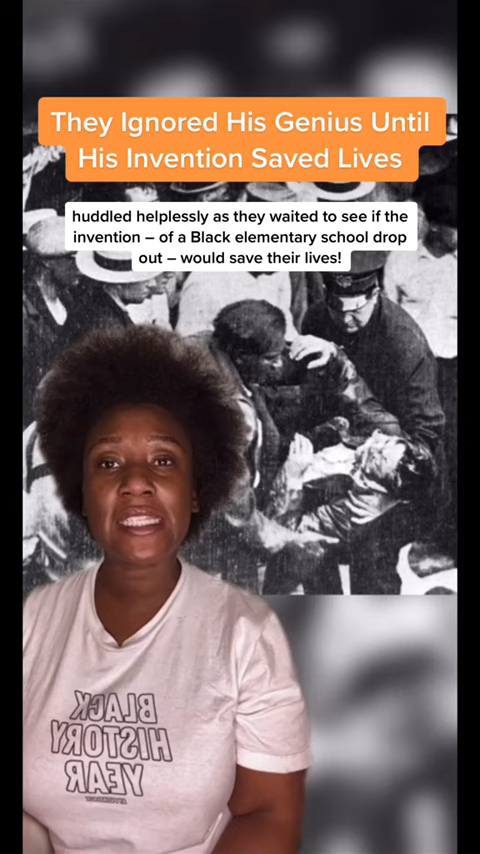 They Ignored His Genius Until
His Invention Saved Lives
huddled helplessly as they waited to see if the
invention – of a Black elementary school drop
out – would save their lives!
BLACK
HISTORY
YEAR